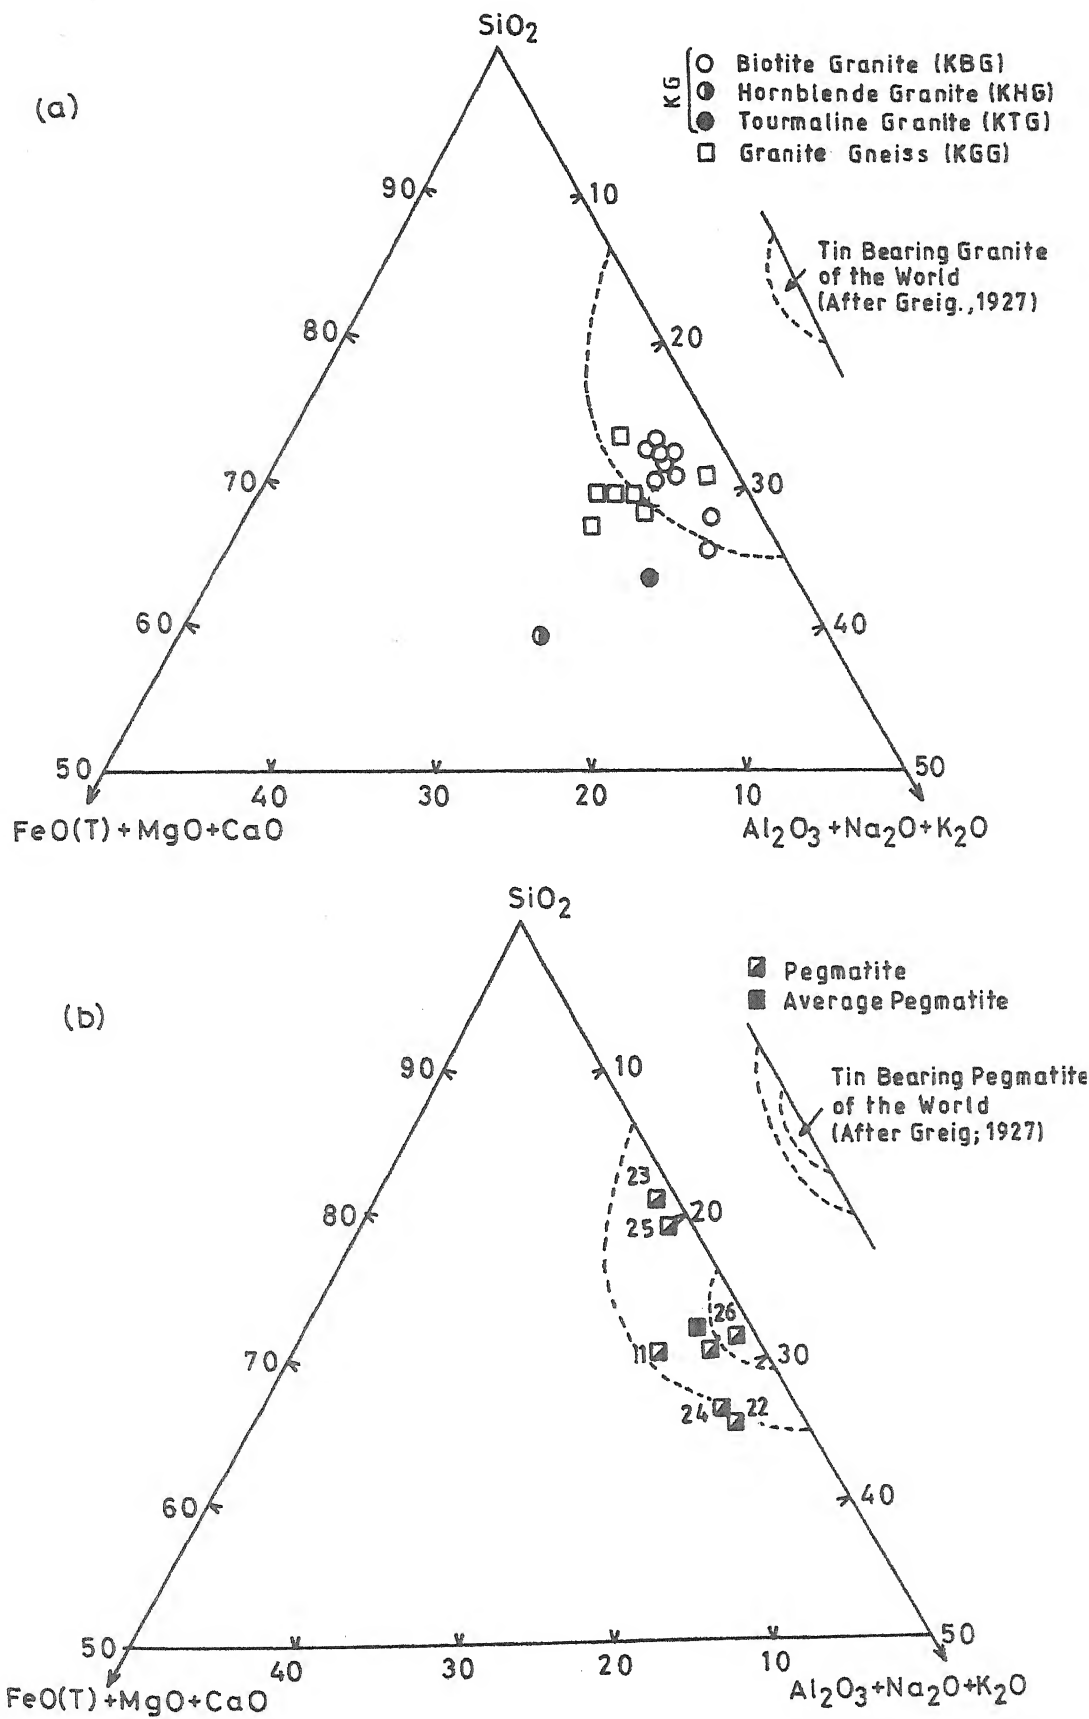 SiO2
(a)
KG
Biotite Granite (KBG)
Hornblende Granite (KHG)
Tourmaline Granite (KTG)
Granite Gneiss (KGG)
90
10
Tin Bearing Granite
of the World
(After Greig.,1927)
80
20
70
30
60
40
50
50
40
30
20
10
FeO(T)+MgO+CaO
Al2O3+Na2O+K2O
SiO2
(b)
Pegmatite
Average Pegmatite
90
10
Tin Bearing Pegmatite
of the World
(After Greig; 1927)
23
80
20
25
26
70
11
30
24
22
60
40
50
50
40
30
20
10
FeO(T)+MgO+CaO
Al2O3+Na2O+K2O